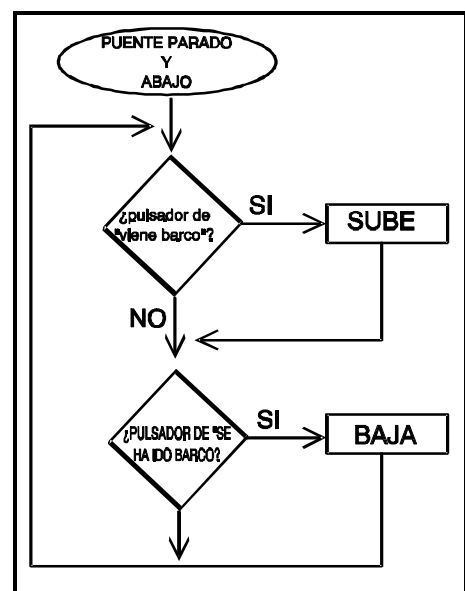 PUENTE PARADO
Y
ABAJO
¿pulsador de
"viene barco"?
SI
SUBE
NO
¿PULSADOR DE "SE
HA IDO BARCO?
SI
BAJA